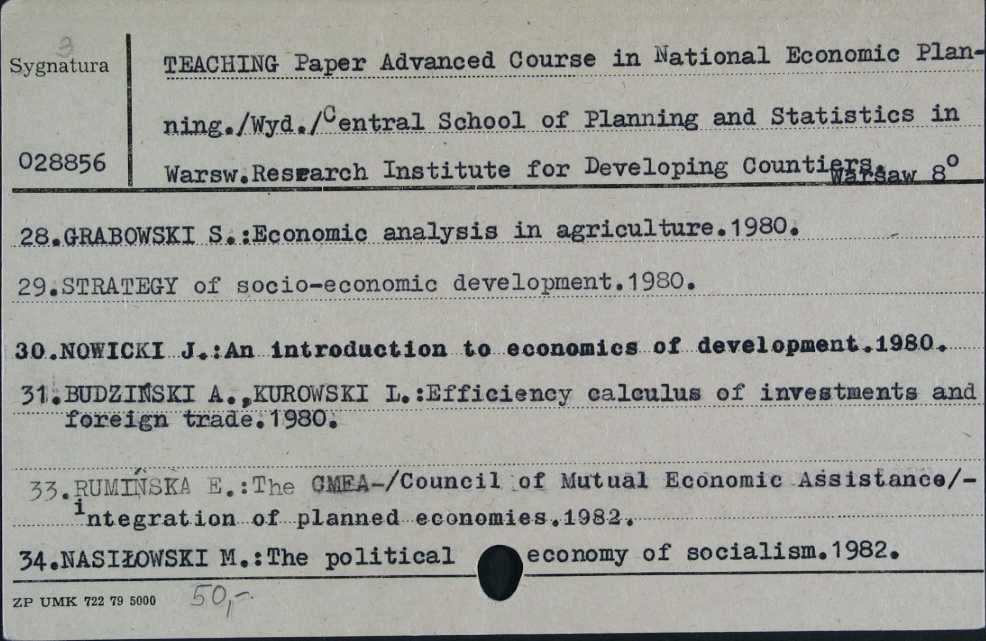 3
Sygnatura
TEACHING Paper Advanced Course in National Economic Plan-
ning./Wyd./Central School of Planning and Statistics in
028856
Warsw.Research Institute for Developing Countiers.
Warsaw 8°
28.GRABOWSKI S.:Economic analysis in agriculture.1980.
29.STRATEGY of socio-economic development.1980.
30.NOWICKI J.:An introduction to economics of development.1980.
31.BUDZIŃSKI A.,KUROWSKI L.:Efficiency calculus of investments and
foreign trade.1980.
33.RUMIŃSKA E.:The CMEA-/Council of Mutual Economic Assistance/-
integration of planned economies.1982.
34.NASIŁOWSKI M.:The political economy of socialism.1982.
ZP UMK 722 79 5000
50,-